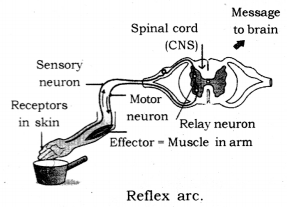 Message
to brain
Spinal cord
(CNS)
Sensory
neuron
Receptors
in skin
Motor
neuron
Relay neuron
Effector = Muscle in arm
Reflex arc.